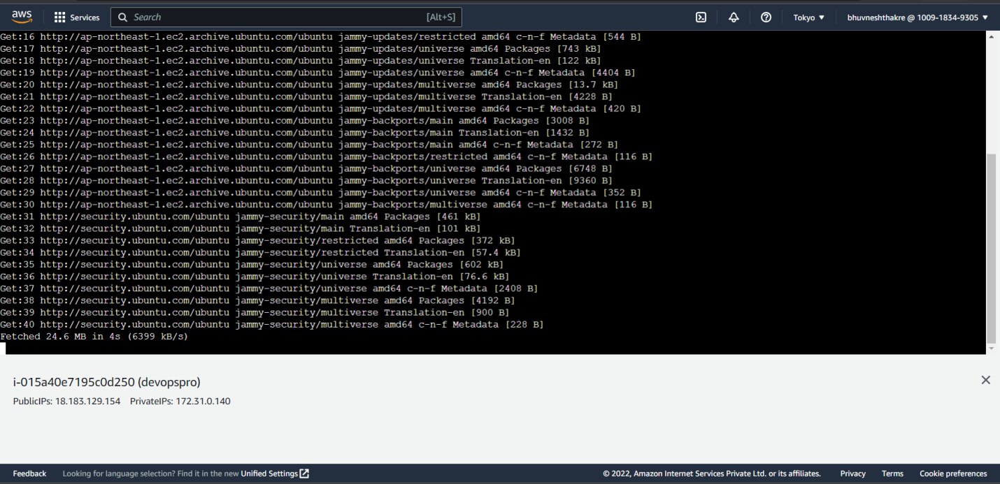 aws Services Search [Alt+S] Tokyo ▼ bhuvneshthakre @ 1009-1834-9305 ▼
Get:16 http://ap-northeast-1.ec2.archive.ubuntu.com/ubuntu jammy-updates/restricted amd64 c-n-f Metadata [544 B]
Get:17 http://ap-northeast-1.ec2.archive.ubuntu.com/ubuntu jammy-updates/universe amd64 Packages [743 kB]
Get:18 http://ap-northeast-1.ec2.archive.ubuntu.com/ubuntu jammy-updates/universe Translation-en [122 kB]
Get:19 http://ap-northeast-1.ec2.archive.ubuntu.com/ubuntu jammy-updates/universe amd64 c-n-f Metadata [4404 B]
Get:20 http://ap-northeast-1.ec2.archive.ubuntu.com/ubuntu jammy-updates/multiverse amd64 Packages [13.7 kB]
Get:21 http://ap-northeast-1.ec2.archive.ubuntu.com/ubuntu jammy-updates/multiverse Translation-en [4228 B]
Get:22 http://ap-northeast-1.ec2.archive.ubuntu.com/ubuntu jammy-updates/multiverse amd64 c-n-f Metadata [420 B]
Get:23 http://ap-northeast-1.ec2.archive.ubuntu.com/ubuntu jammy-backports/main amd64 Packages [3008 B]
Get:24 http://ap-northeast-1.ec2.archive.ubuntu.com/ubuntu jammy-backports/main Translation-en [1432 B]
Get:25 http://ap-northeast-1.ec2.archive.ubuntu.com/ubuntu jammy-backports/main amd64 c-n-f Metadata [272 B]
Get:26 http://ap-northeast-1.ec2.archive.ubuntu.com/ubuntu jammy-backports/restricted amd64 c-n-f Metadata [116 B]
Get:27 http://ap-northeast-1.ec2.archive.ubuntu.com/ubuntu jammy-backports/universe amd64 Packages [6748 B]
Get:28 http://ap-northeast-1.ec2.archive.ubuntu.com/ubuntu jammy-backports/universe Translation-en [9360 B]
Get:29 http://ap-northeast-1.ec2.archive.ubuntu.com/ubuntu jammy-backports/universe amd64 c-n-f Metadata [352 B]
Get:30 http://ap-northeast-1.ec2.archive.ubuntu.com/ubuntu jammy-backports/multiverse amd64 c-n-f Metadata [116 B]
Get:31 http://security.ubuntu.com/ubuntu jammy-security/main amd64 Packages [461 kB]
Get:32 http://security.ubuntu.com/ubuntu jammy-security/main Translation-en [101 kB]
Get:33 http://security.ubuntu.com/ubuntu jammy-security/restricted amd64 Packages [372 kB]
Get:34 http://security.ubuntu.com/ubuntu jammy-security/restricted Translation-en [57.4 kB]
Get:35 http://security.ubuntu.com/ubuntu jammy-security/universe amd64 Packages [602 kB]
Get:36 http://security.ubuntu.com/ubuntu jammy-security/universe Translation-en [76.6 kB]
Get:37 http://security.ubuntu.com/ubuntu jammy-security/universe amd64 c-n-f Metadata [2408 B]
Get:38 http://security.ubuntu.com/ubuntu jammy-security/multiverse amd64 Packages [4192 B]
Get:39 http://security.ubuntu.com/ubuntu jammy-security/multiverse Translation-en [900 B]
Get:40 http://security.ubuntu.com/ubuntu jammy-security/multiverse amd64 c-n-f Metadata [228 B]
Fetched 24.6 MB in 4s (6399 kB/s)
i-015a40e7195c0d250 (devopspro)
PublicIPs: 18.183.129.154 PrivateIPs: 172.31.0.140
Feedback Looking for language selection? Find it in the new Unified Settings © 2022, Amazon Internet Services Private Ltd. or its affiliates. Privacy Terms Cookie preferences